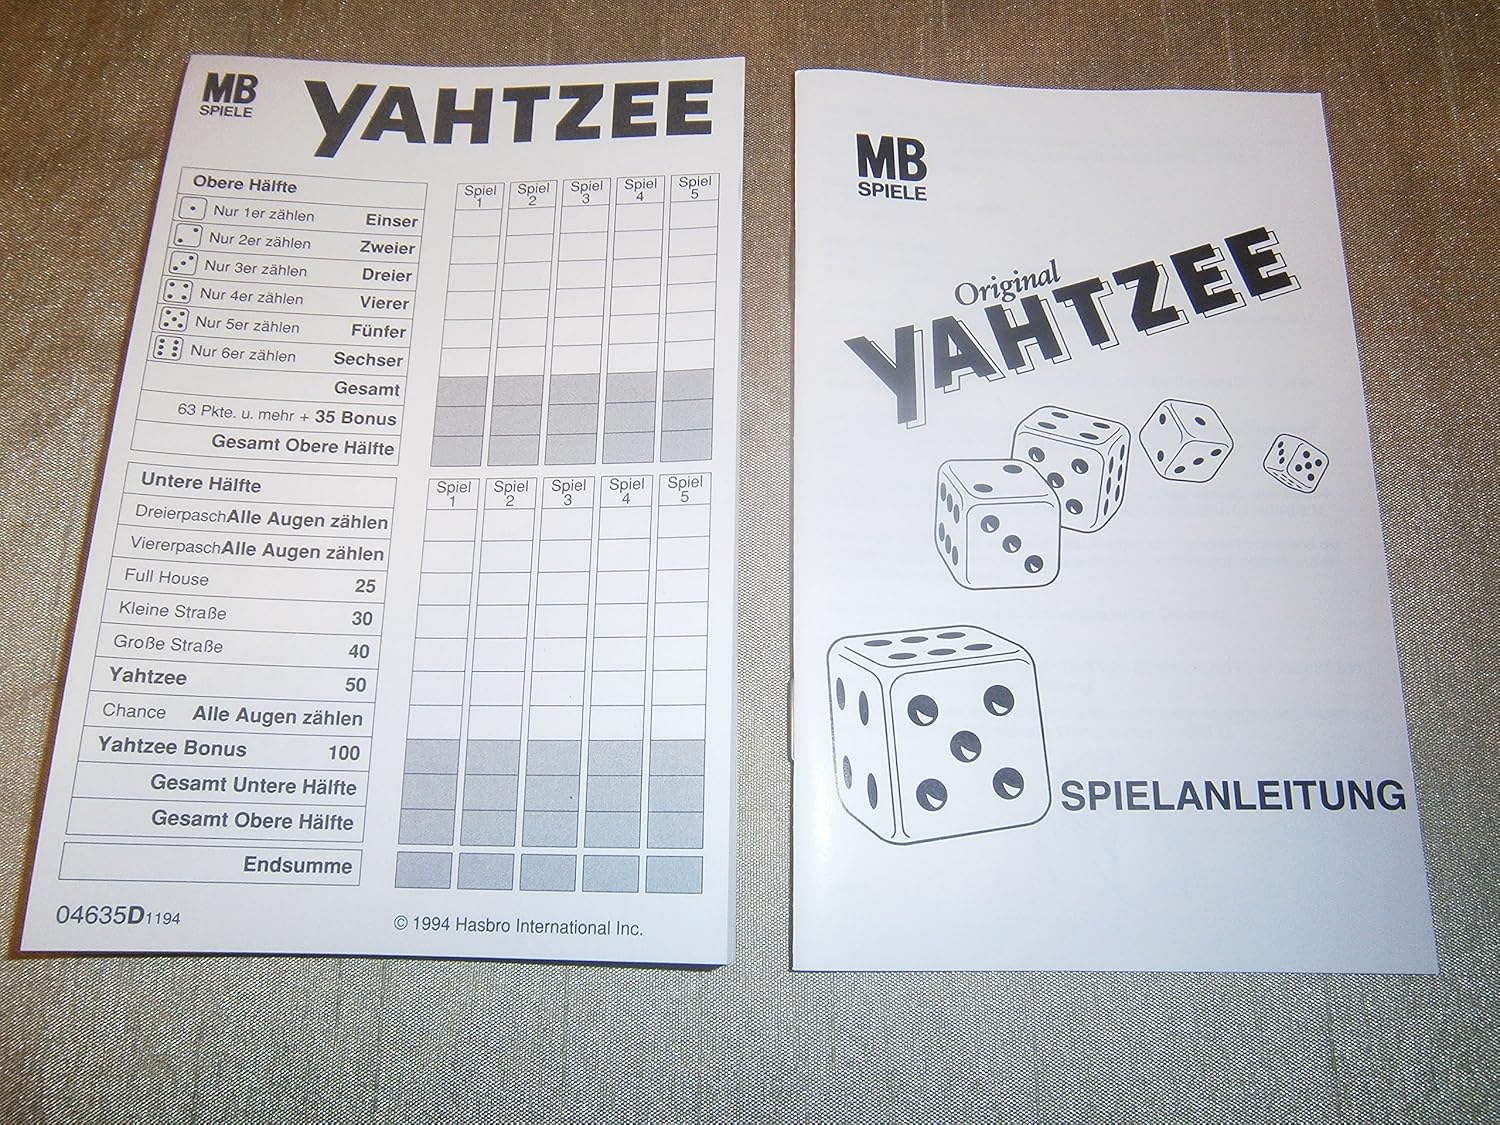 MB
SPIELE
YAHTZEE
Obere Hälfte
Spiel 1
Spiel 2
Spiel 3
Spiel 4
Spiel 5
Nur 1er zählen Einser
Nur 2er zählen Zweier
Nur 3er zählen Dreier
Nur 4er zählen Vierer
Nur 5er zählen Fünfer
Nur 6er zählen Sechser
Gesamt
63 Pkte. u. mehr + 35 Bonus
Gesamt Obere Hälfte
Untere Hälfte
Spiel 1
Spiel 2
Spiel 3
Spiel 4
Spiel 5
Dreierpasch Alle Augen zählen
Viererpasch Alle Augen zählen
Full House 25
Kleine Straße 30
Große Straße 40
Yahtzee 50
Chance Alle Augen zählen
Yahtzee Bonus 100
Gesamt Untere Hälfte
Gesamt Obere Hälfte
Endsumme
04635D1194
© 1994 Hasbro International Inc.
MB
SPIELE
Original
YAHTZEE
SPIELANLEITUNG